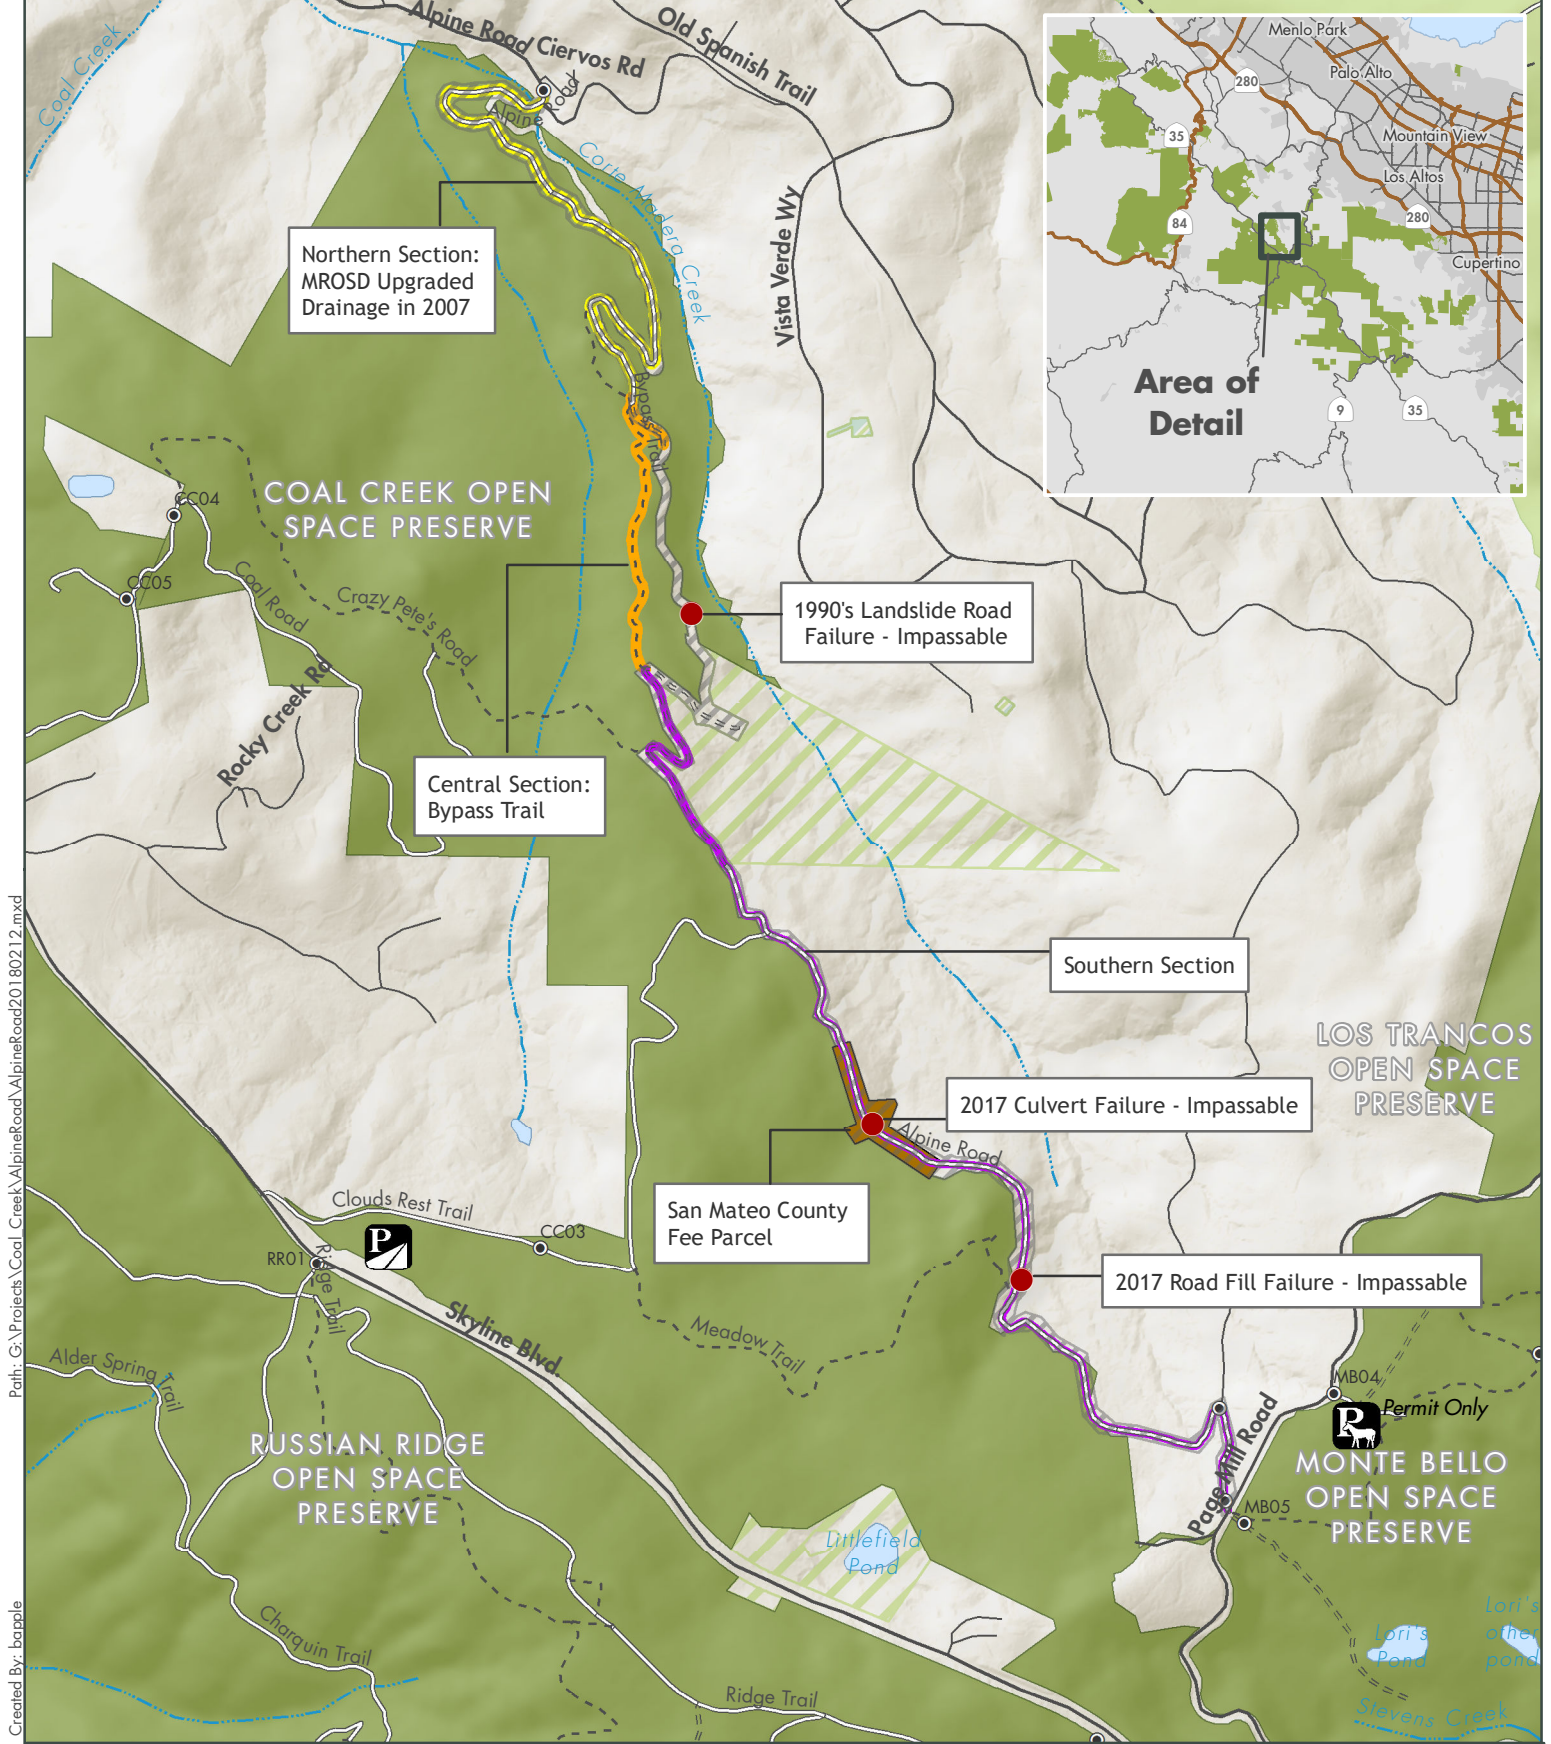 Alpine Road
Ciervos Rd
Old Spanish Trail
Coal Creek
Alpine Road
Corte Madera Creek
Vista Verde Wy
Menlo Park
Palo Alto
280
35
Mountain View
Los Altos
84
280
Cupertino
Area of
Detail
9
35
Northern Section:
MROSD Upgraded
Drainage in 2007
Bypass Trail
COAL CREEK OPEN
SPACE PRESERVE
CC04
CC05
Coal Road
Crazy Pete's Road
Rocky Creek Rd
1990's Landslide Road
Failure - Impassable
Central Section:
Bypass Trail
Southern Section
LOS TRANCOS
OPEN SPACE
PRESERVE
2017 Culvert Failure - Impassable
Alpine Road
San Mateo County
Fee Parcel
Clouds Rest Trail
CC03
RR01
Ridge Trail
2017 Road Fill Failure - Impassable
Skyline Blvd.
Meadow Trail
Alder Spring Trail
MB04
Permit Only
P
P
Page Mill Road
RUSSIAN RIDGE
OPEN SPACE
PRESERVE
MONTE BELLO
OPEN SPACE
PRESERVE
MB05
Littlefield
Pond
Charquin Trail
Ridge Trail
Lori's
Pond
Lori's
other
pond
Stevens Creek
Path: G:\Projects\Coal_Creek\AlpineRoad\AlpineRoad20180212.mxd
Created By: bapple